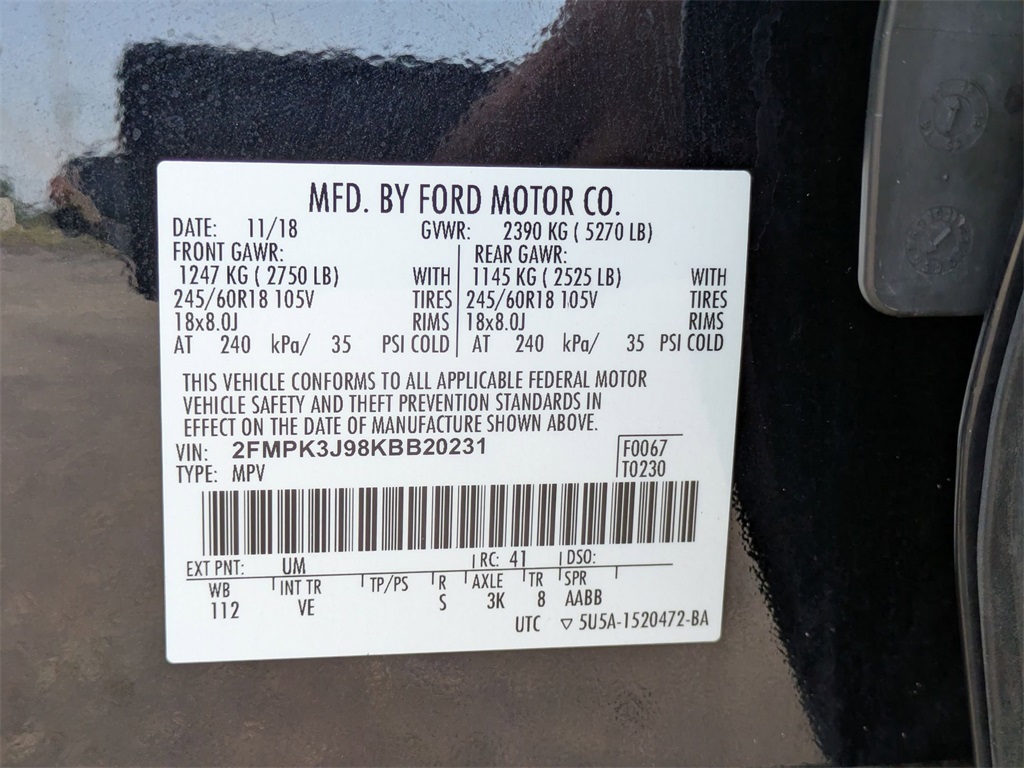 MFD. BY FORD MOTOR CO.
DATE: 11/18 GVWR: 2390 KG ( 5270 LB)
FRONT GAWR: REAR GAWR:
1247 KG ( 2750 LB) WITH 1145 KG ( 2525 LB) WITH
245/60R18 105V TIRES 245/60R18 105V TIRES
18x8.0J RIMS 18x8.0J RIMS
AT 240 kPa/ 35 PSI COLD AT 240 kPa/ 35 PSI COLD
THIS VEHICLE CONFORMS TO ALL APPLICABLE FEDERAL MOTOR
VEHICLE SAFETY AND THEFT PREVENTION STANDARDS IN
EFFECT ON THE DATE OF MANUFACTURE SHOWN ABOVE.
VIN: 2FMPK3J98KBB20231 F0067
TYPE: MPV T0230
EXT PNT: UM RC: 41 DSO:
WB INT TR TP/PS R AXLE TR SPR
112 VE S 3K 8 AABB
UTC ▽ 5U5A-1520472-BA